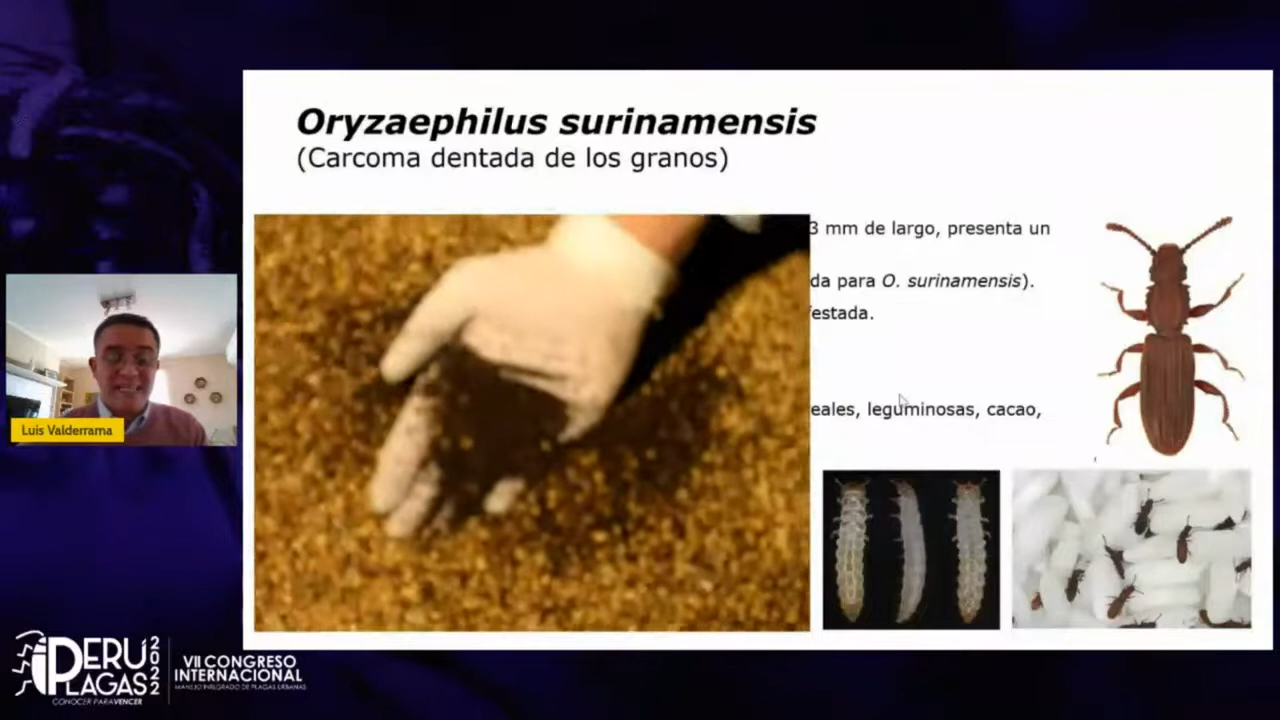 Oryzaephilus surinamensis
(Carcoma dentada de los granos)
3 mm de largo, presenta un
da para O. surinamensis).
estada.
eales, leguminosas, cacao,
Luis Valderrama
PERÚ
PLAGAS
2022
CONOCER PARA VENCER
VII CONGRESO
INTERNACIONAL
MANEJO INTEGRADO DE PLAGAS URBANAS